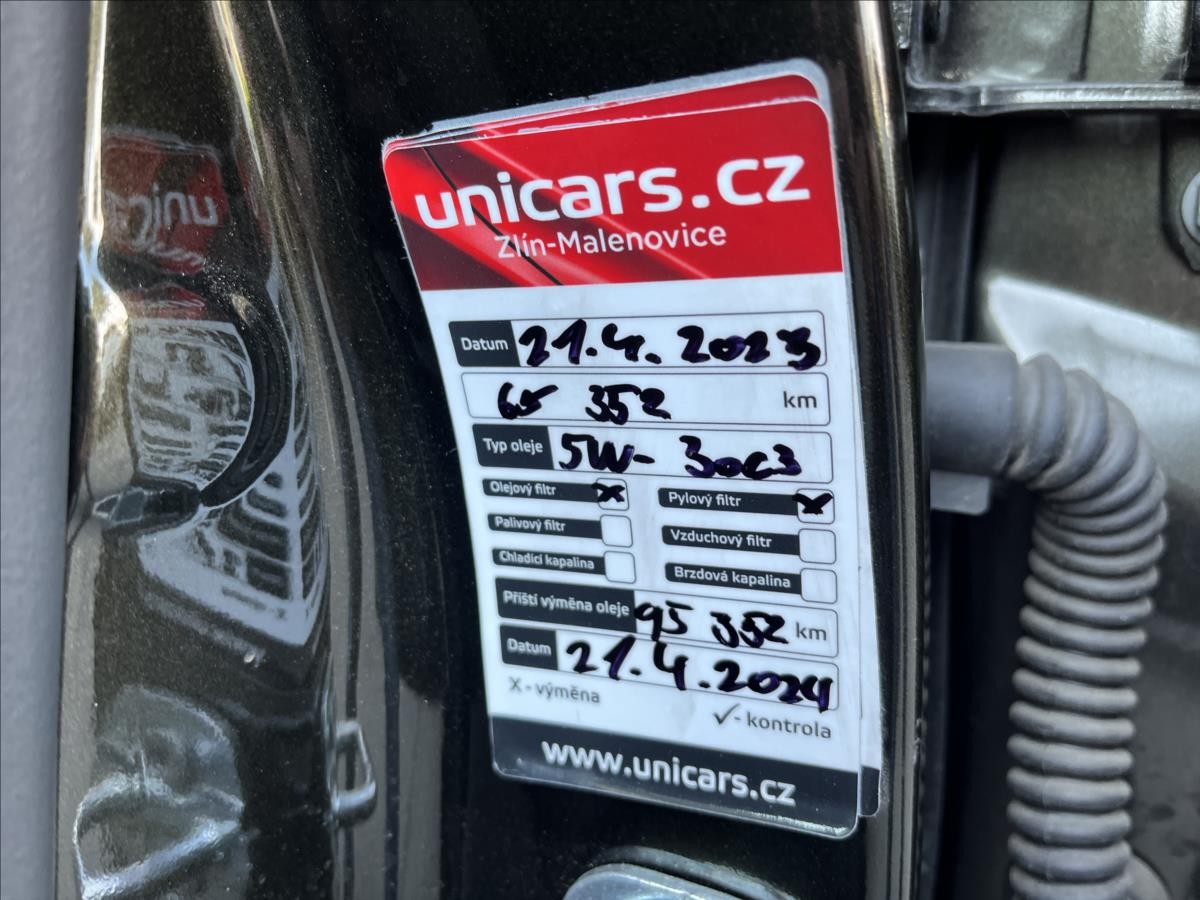 unicars.cz
Zlín-Malenovice
Datum 21.4. 2023
65 352 km
Typ oleje 5W- 30C3
Olejový filtr X Pylový filtr X
Palivový filtr Vzduchový filtr
Chladící kapalina Brzdová kapalina
Příští výměna oleje 95 352 km
Datum 21.4.2024
X - výměna
✓- kontrola
www.unicars.cz